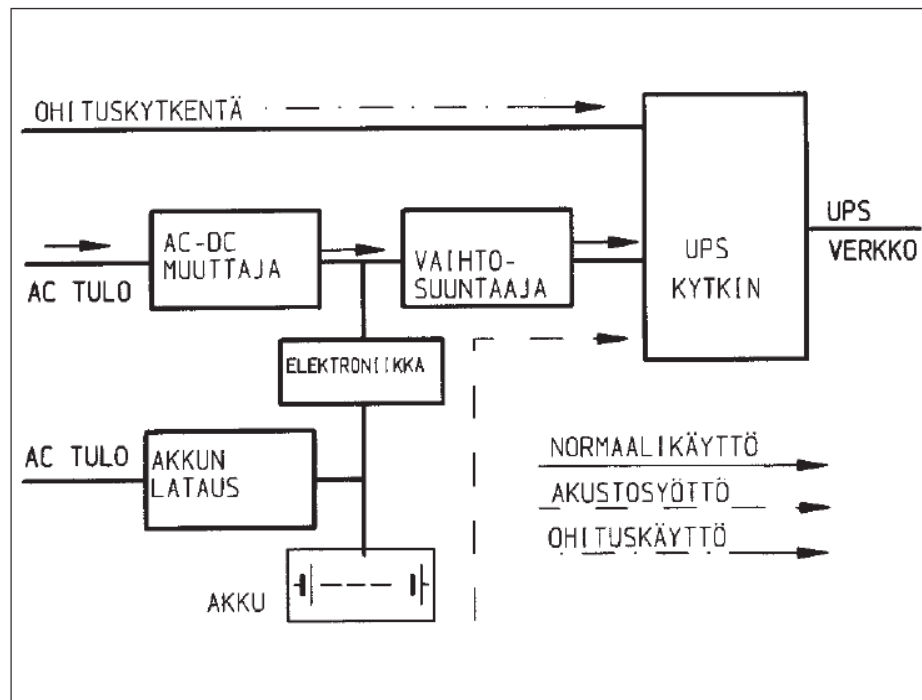 OHITUSKYTKENTÄ
AC-DC
MUUTTAJA
AC TULO
VAIHTO-
SUUNTAAJA
UPS
KYTKIN
UPS
VERKKO
ELEKTRONIIKKA
AC TULO
AKKUN
LATAUS
AKKU
NORMAALIKÄYTTÖ
AKUSTOSYÖTTÖ
OHITUSKÄYTTÖ